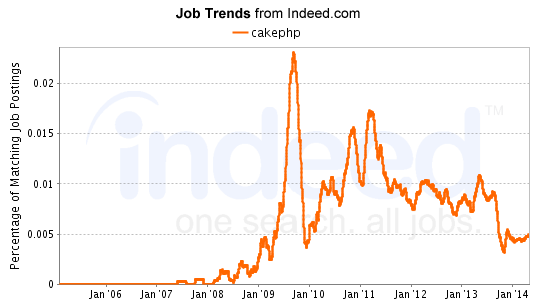 Job Trends from Indeed.com
cakephp
Percentage of Matching Job Postings
0.02
0.015
0.01
0.005
0
indeed™
one search. all jobs.
Jan '06 Jan '07 Jan '08 Jan '09 Jan '10 Jan '11 Jan '12 Jan '13 Jan '14